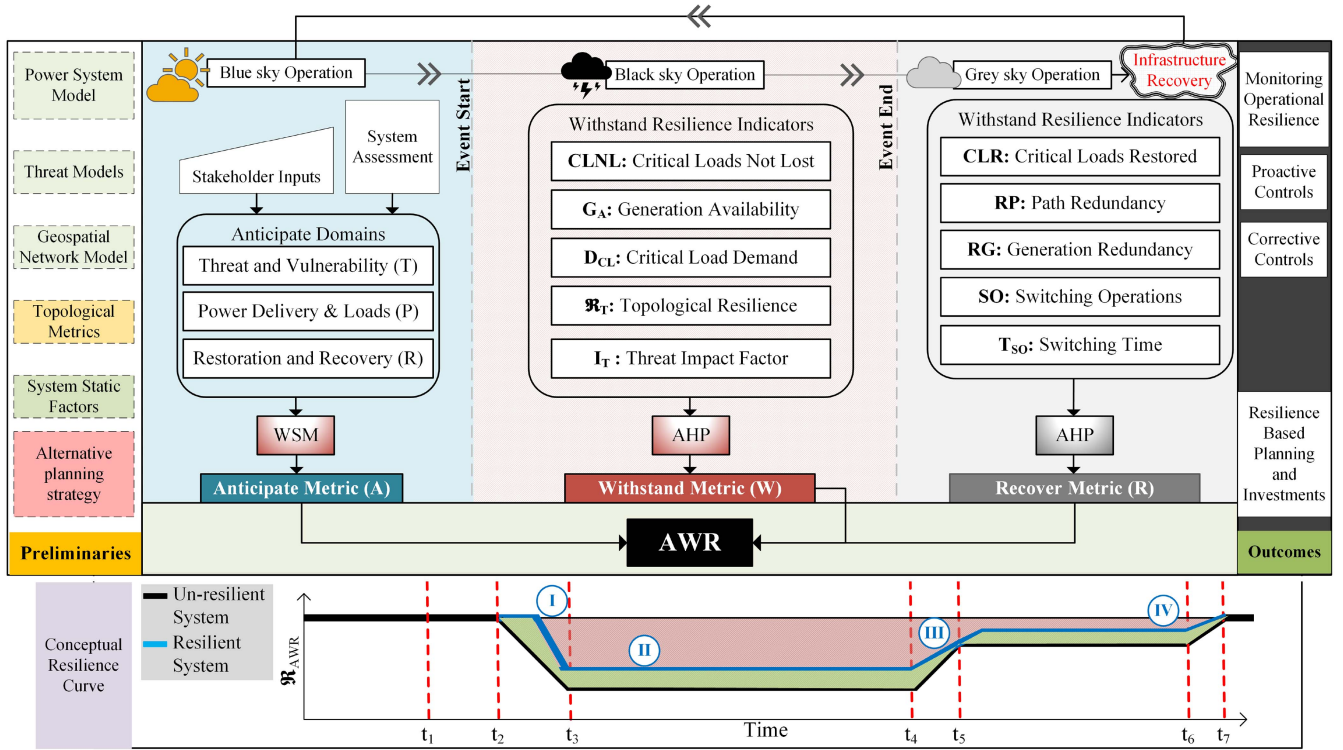 Power System
Model
Threat Models
Geospatial
Network Model
Topological
Metrics
System Static
Factors
Alternative
planning
strategy
Preliminaries
Blue sky Operation
Stakeholder Inputs
System
Assessment
Anticipate Domains
Threat and Vulnerability (T)
Power Delivery & Loads (P)
Restoration and Recovery (R)
WSM
Anticipate Metric (A)
Event Start
Black sky Operation
Withstand Resilience Indicators
CLNL: Critical Loads Not Lost
G_A: Generation Availability
D_CL: Critical Load Demand
ℜ_T: Topological Resilience
I_T : Threat Impact Factor
AHP
Withstand Metric (W)
Event End
Grey sky Operation
Infrastructure
Recovery
Withstand Resilience Indicators
CLR: Critical Loads Restored
RP: Path Redundancy
RG: Generation Redundancy
SO: Switching Operations
T_SO: Switching Time
AHP
Recover Metric (R)
AWR
Monitoring
Operational
Resilience
Proactive
Controls
Corrective
Controls
Resilience
Based
Planning
and
Investments
Outcomes
Conceptual
Resilience
Curve
Un-resilient
System
Resilient
System
ℜ_AWR
I
II
III
IV
Time
t₁ t₂ t₃ t₄ t₅ t₆ t₇